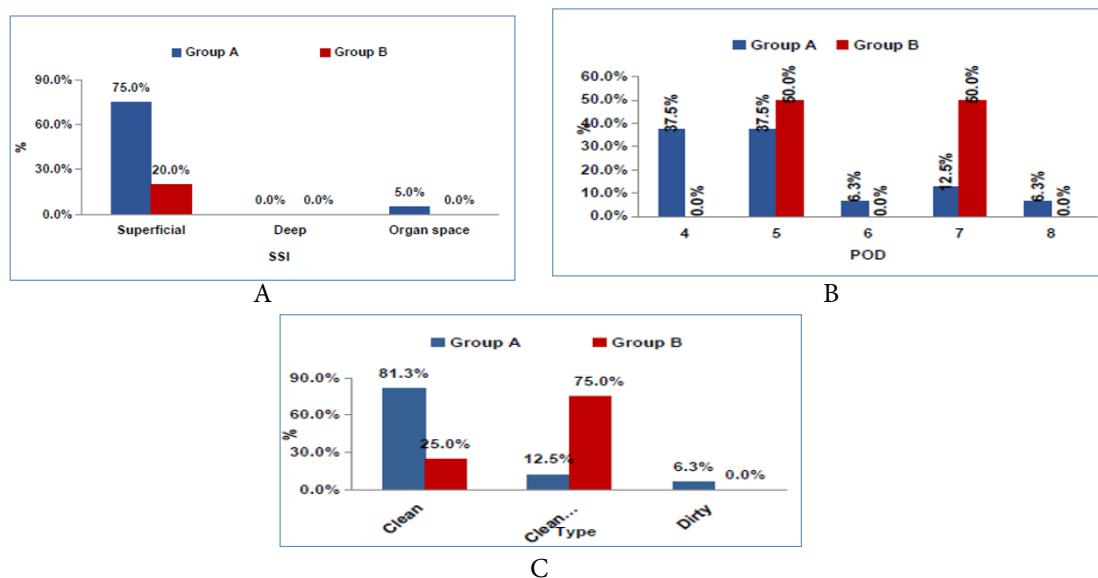 Group A Group B
90.0%
75.0%
60.0%
%
30.0%
20.0%
0.0% 0.0% 5.0% 0.0%
0.0%
Superficial Deep Organ space
SSI
A
Group A Group B
60.0%
50.0%
40.0%
30.0%
20.0%
10.0%
0.0%
%
37.5% 0.0% 37.5% 50.0% 6.3% 0.0% 12.5% 50.0% 6.3% 0.0%
4 5 6 7 8
POD
B
Group A Group B
90.0%
81.3%
75.0%
60.0%
%
30.0%
25.0%
12.5%
6.3% 0.0%
0.0%
Clean Clean... Dirty
Type
C